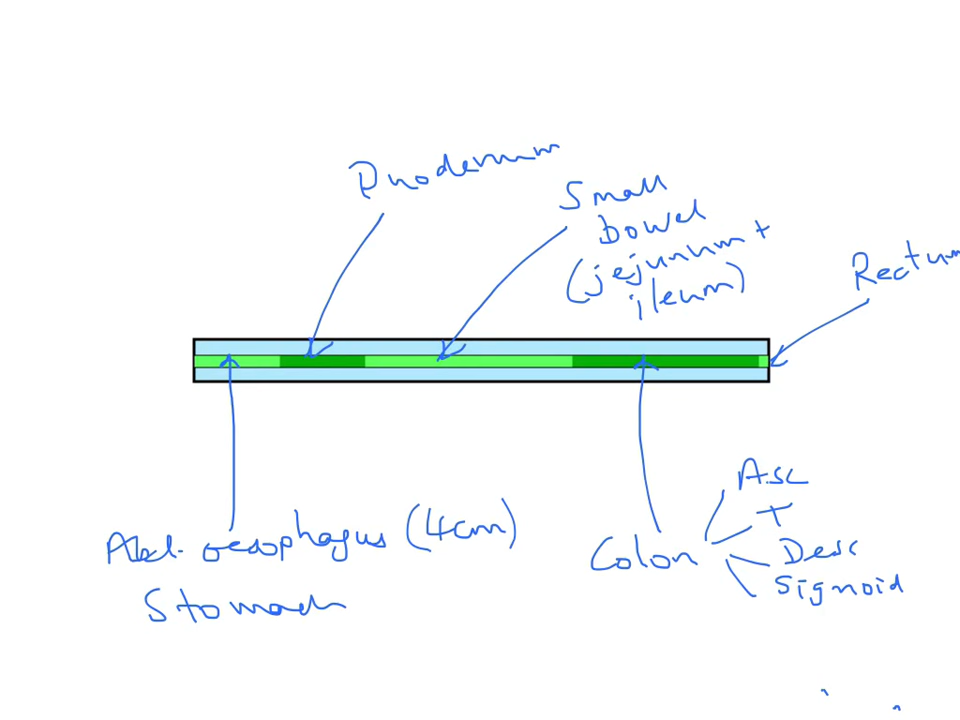 Duodenum
Small
bowel
(jejunum +
ileum)
Rectum
Abd. oesophagus (4cm)
Stomach
Colon
Asc
T
Desc
Sigmoid